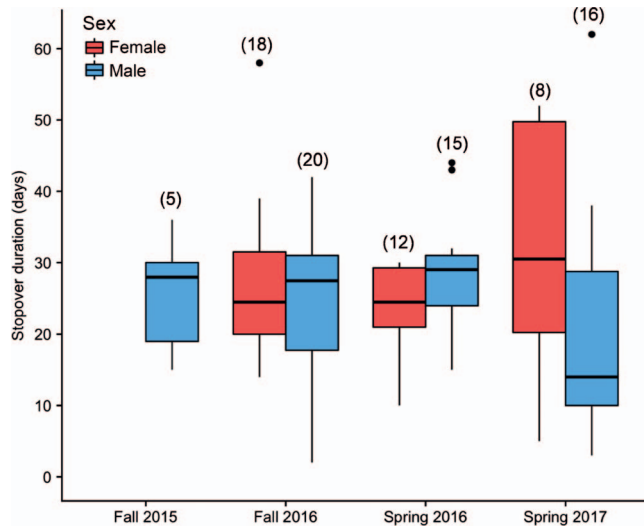 Sex
Female
Male
Stopover duration (days)
60
50
40
30
20
10
0
(5)
(18)
(20)
(12)
(15)
(8)
(16)
Fall 2015
Fall 2016
Spring 2016
Spring 2017